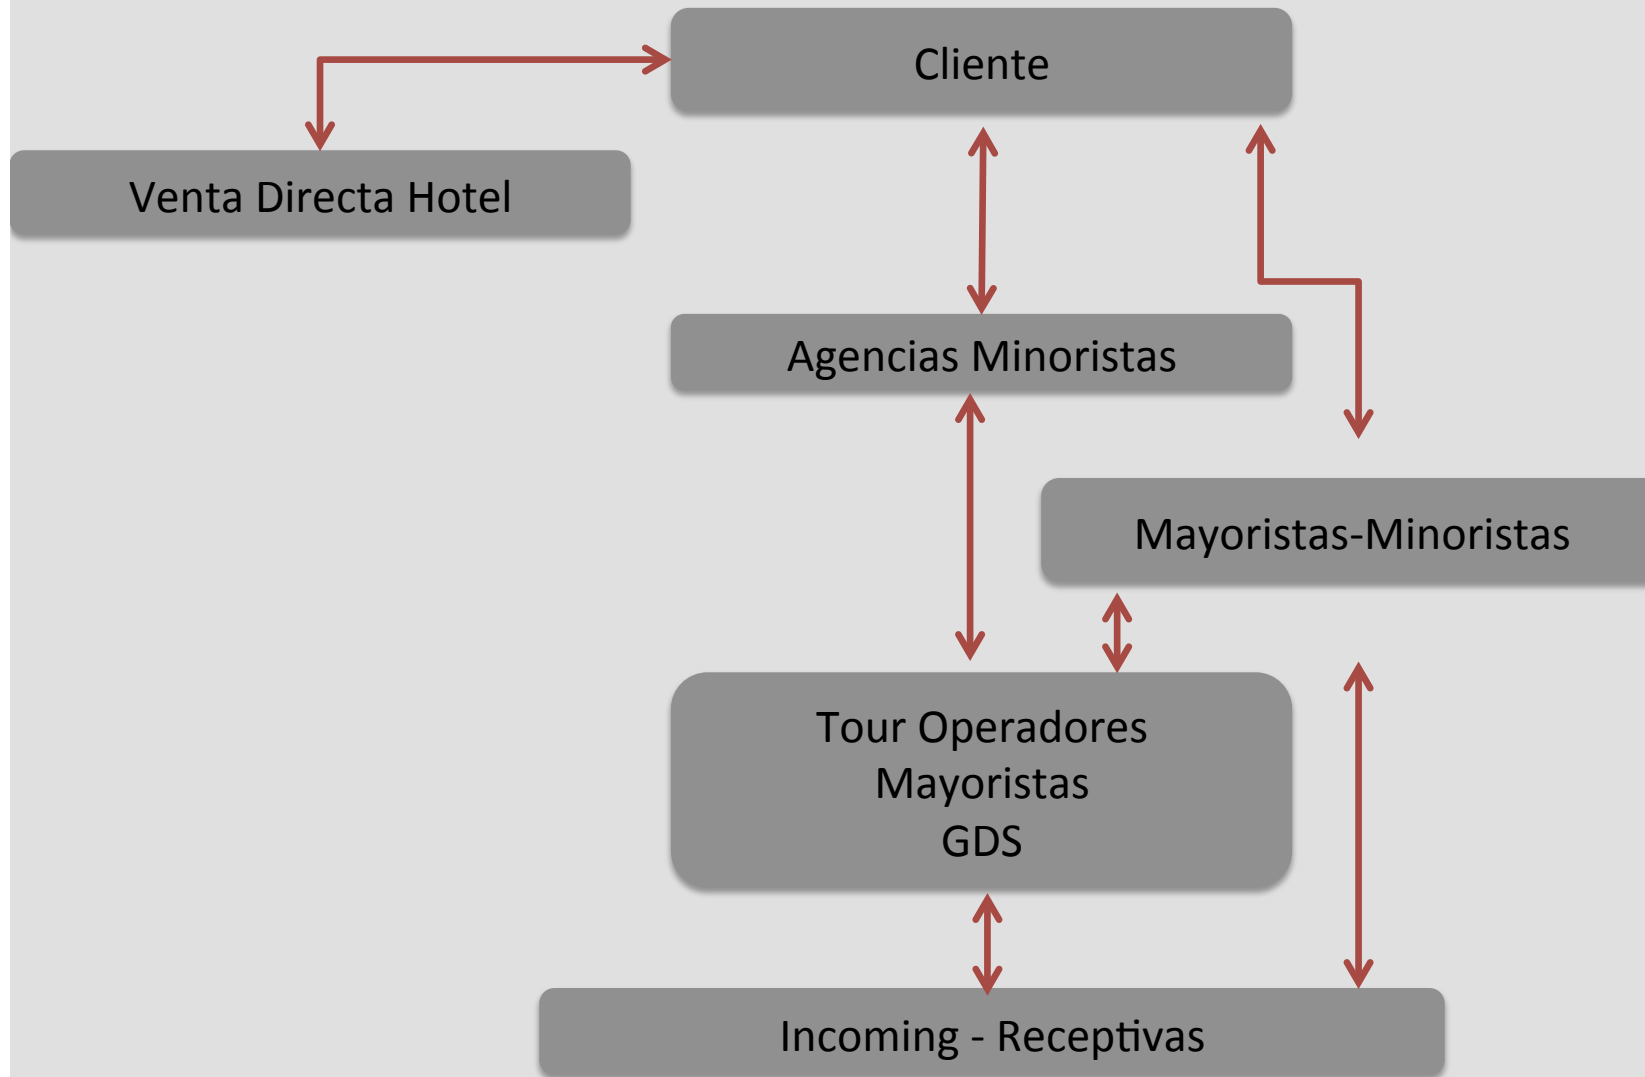 Cliente
Venta Directa Hotel
Agencias Minoristas
Mayoristas-Minoristas
Tour Operadores
Mayoristas
GDS
Incoming - Receptivas